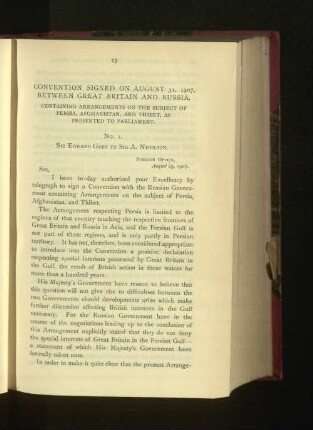 23
CONVENTION SIGNED ON AUGUST 31, 1907,
BETWEEN GREAT BRITAIN AND RUSSIA,
CONTAINING ARRANGEMENTS ON THE SUBJECT OF
PERSIA, AFGHANISTAN, AND THIBET, AS
PRESENTED TO PARLIAMENT.
No. 1.
SIR EDWARD GREY TO SIR A. NICOLSON.
FOREIGN OFFICE,
August 29, 1907.
SIR,
I have to-day authorised your Excellency by
telegraph to sign a Convention with the Russian Govern-
ment containing Arrangements on the subject of Persia,
Afghanistan, and Thibet.
The Arrangement respecting Persia is limited to the
regions of that country touching the respective frontiers of
Great Britain and Russia in Asia, and the Persian Gulf is
not part of those regions, and is only partly in Persian
territory. It has not, therefore, been considered appropriate
to introduce into the Convention a positive declaration
respecting special interests possessed by Great Britain in
the Gulf, the result of British action in those waters for
more than a hundred years.
His Majesty's Government have reason to believe that
this question will not give rise to difficulties between the
two Governments should developments arise which make
further discussion affecting British interests in the Gulf
necessary. For the Russian Government have in the
course of the negotiations leading up to the conclusion of
this Arrangement explicitly stated that they do not deny
the special interests of Great Britain in the Persian Gulf—
a statement of which His Majesty's Government have
formally taken note.
In order to make it quite clear that the present Arrange-